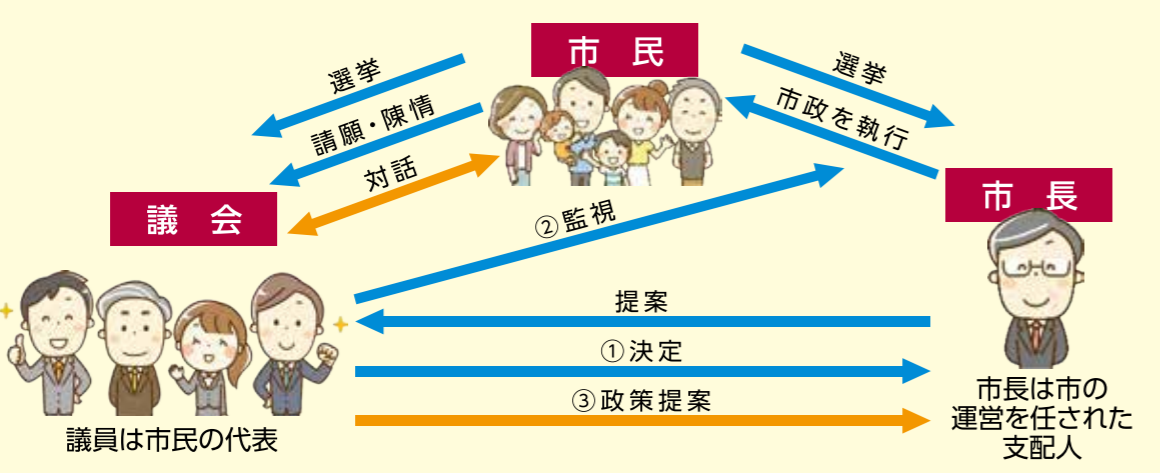 市 民
選挙
選挙
請願・陳情
市政を執行
対話
議 会
市 長
②監視
提案
①決定
③政策提案
議員は市民の代表
市長は市の
運営を任された
支配人